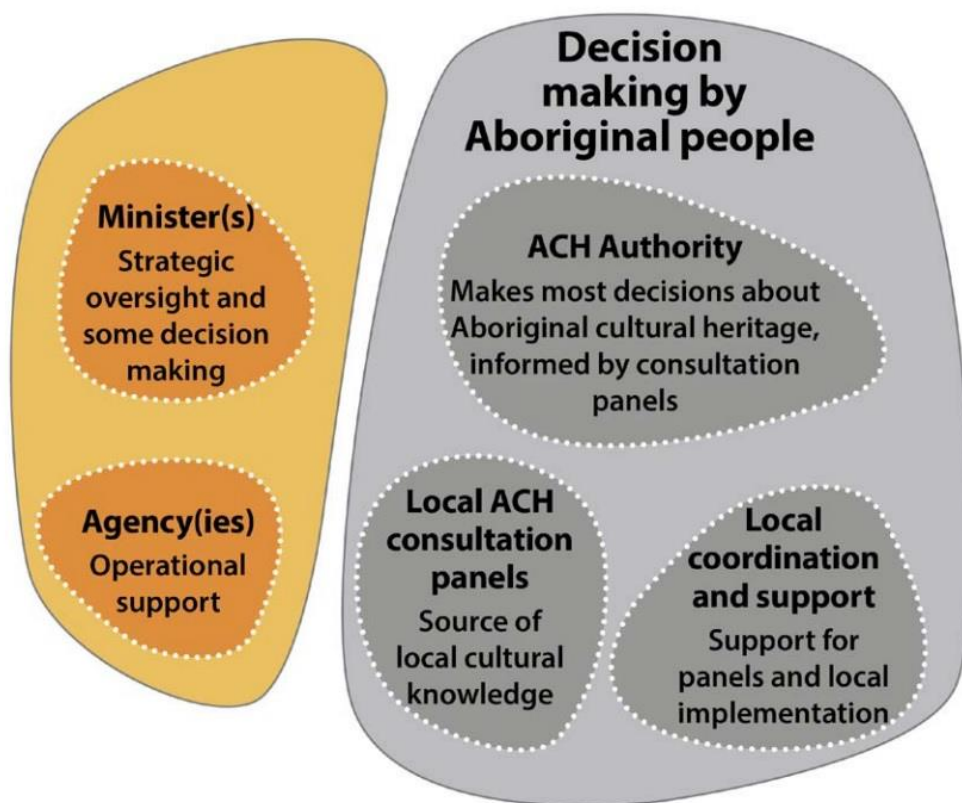 Minister(s)
Strategic
oversight and
some decision
making
Agency(ies)
Operational
support
Decision
making by
Aboriginal people
ACH Authority
Makes most decisions about
Aboriginal cultural heritage,
informed by consultation
panels
Local ACH
consultation
panels
Source of
local cultural
knowledge
Local
coordination
and support
Support for
panels and local
implementation